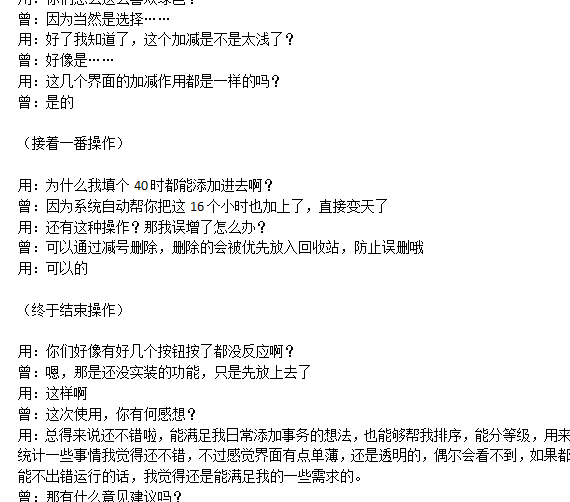 曾：因为当然是选择……
用：好了我知道了，这个加减是不是太浅了？
曾：好像是……
用：这几个界面的加减作用都是一样的吗？
曾：是的
（接着一番操作）
用：为什么我填个 40 时都能添加进去啊？
曾：因为系统自动帮你把这 16 个小时也加上了，直接变天了
用：还有这种操作？那我误增了怎么办？
曾：可以通过减号删除，删除的会被优先放入回收站，防止误删哦
用：可以的
（终于结束操作）
用：你们好像有好几个按钮按了都没反应啊？
曾：嗯，那是还没实装的功能，只是先放上去了
用：这样啊
曾：这次使用，你有何感想？
用：总得来说还不错啦，能满足我日常添加事务的想法，也能够帮我排序，能分等级，用来
统计一些事情我觉得还不错，不过感觉界面有点单薄，还是透明的，偶尔会看不到，如果都
能不出错运行的话，我觉得还是能满足我的一些需求的。
曾：那有什么意见建议吗？